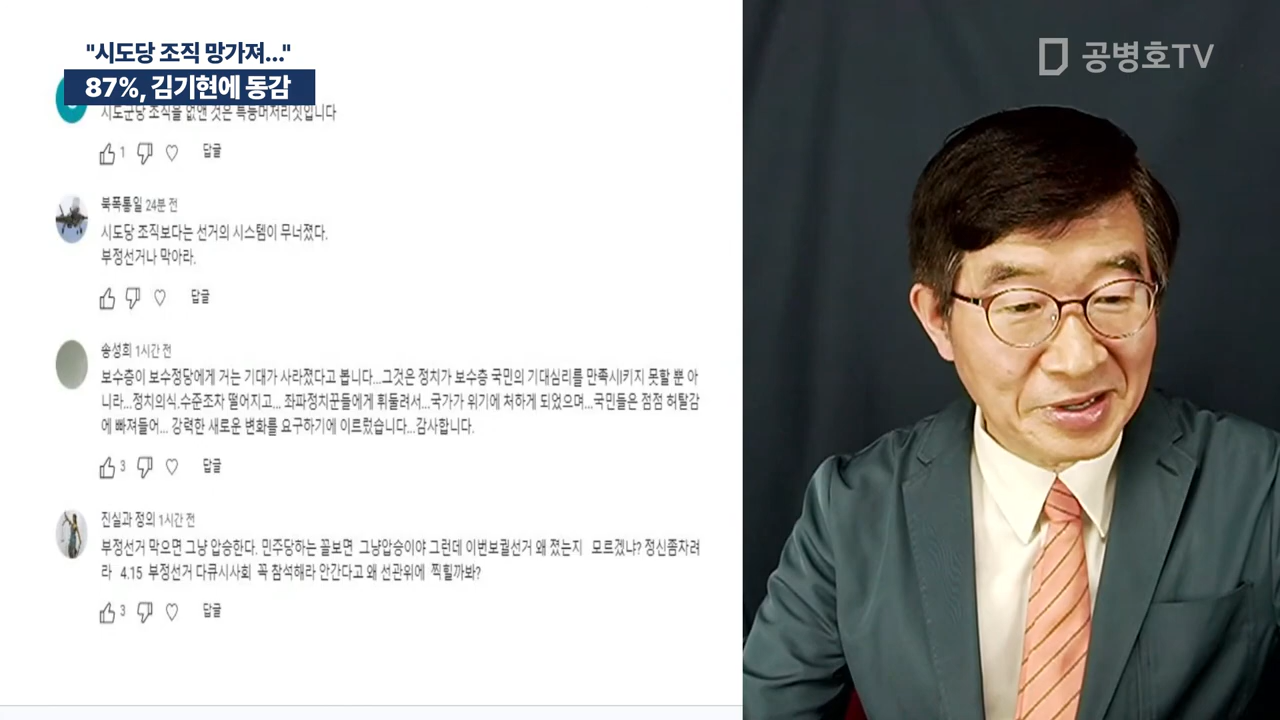 "시도당 조직 망가져..."
87%, 김기현에 동감
공병호TV
시도군당 조직을 없앤 것은 특등머저리짓입니다
1 답글
북폭통일 24분 전
시도당 조직보다는 선거의 시스템이 무너졌다.
부정선거나 막아라.
답글
송성희 1시간 전
보수층이 보수정당에게 거는 기대가 사라졌다고 봅니다...그것은 정치가 보수층 국민의 기대심리를 만족시키지 못할 뿐 아
니라...정치의식.수준조자 떨어지고... 좌파정치꾼들에게 휘둘려서...국가가 위기에 처하게 되었으며...국민들은 점점 허탈감
에 빠져들어... 강력한 새로운 변화를 요구하기에 이르렀습니다...감사합니다.
3 답글
진실과 정의 1시간 전
부정선거 막으면 그냥 압승한다. 민주당하는 꼴보면 그냥압승이야 그런데 이번보궐선거 왜 졌는지 모르겠냐? 정신좀차려
라 4.15 부정선거 다큐시사회 꼭 참석해라 안간다고 왜 선관위에 찍힐까봐?
3 답글